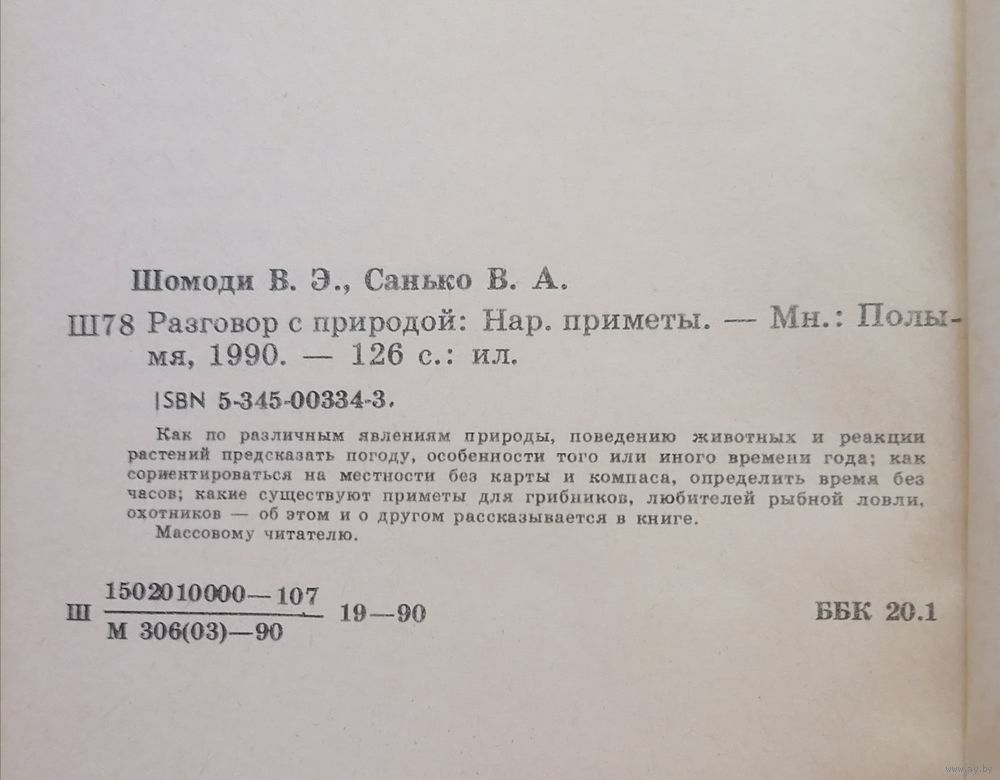 Шомоди В. Э., Санько В. А.
Ш78 Разговор с природой: Нар. приметы. — Мн.: Полы-
мя, 1990. — 126 с.: ил.
ISBN 5-345-00334-3.
Как по различным явлениям природы, поведению животных и реакции
растений предсказать погоду, особенности того или иного времени года; как
сориентироваться на местности без карты и компаса, определить время без
часов; какие существуют приметы для грибников, любителей рыбной ловли,
охотников — об этом и о другом рассказывается в книге.
Массовому читателю.
1502010000—107
Ш 19—90 ББК 20.1
М 306(03)—90
www.ay.by